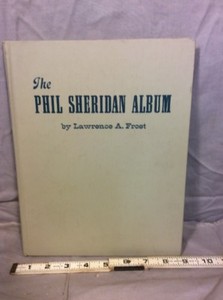 The
PHIL SHERIDAN ALBUM
by Lawrence A. Frost
1 2 3 4 5 6 7 8 9 10